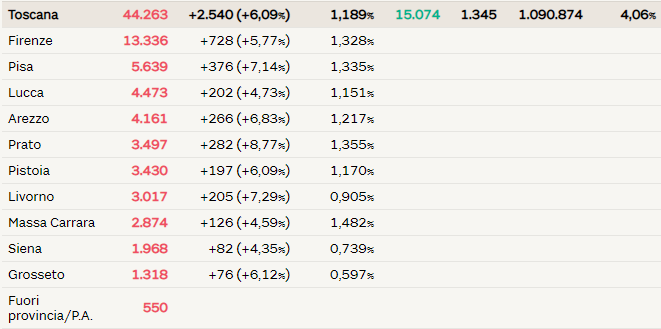 Toscana 44.263 +2.540 (+6,09%) 1,189% 15.074 1.345 1.090.874 4,06%
Firenze 13.336 +728 (+5,77%) 1,328%
Pisa 5.639 +376 (+7,14%) 1,335%
Lucca 4.473 +202 (+4,73%) 1,151%
Arezzo 4.161 +266 (+6,83%) 1,217%
Prato 3.497 +282 (+8,77%) 1,355%
Pistoia 3.430 +197 (+6,09%) 1,170%
Livorno 3.017 +205 (+7,29%) 0,905%
Massa Carrara 2.874 +126 (+4,59%) 1,482%
Siena 1.968 +82 (+4,35%) 0,739%
Grosseto 1.318 +76 (+6,12%) 0,597%
Fuori
provincia/P.A. 550